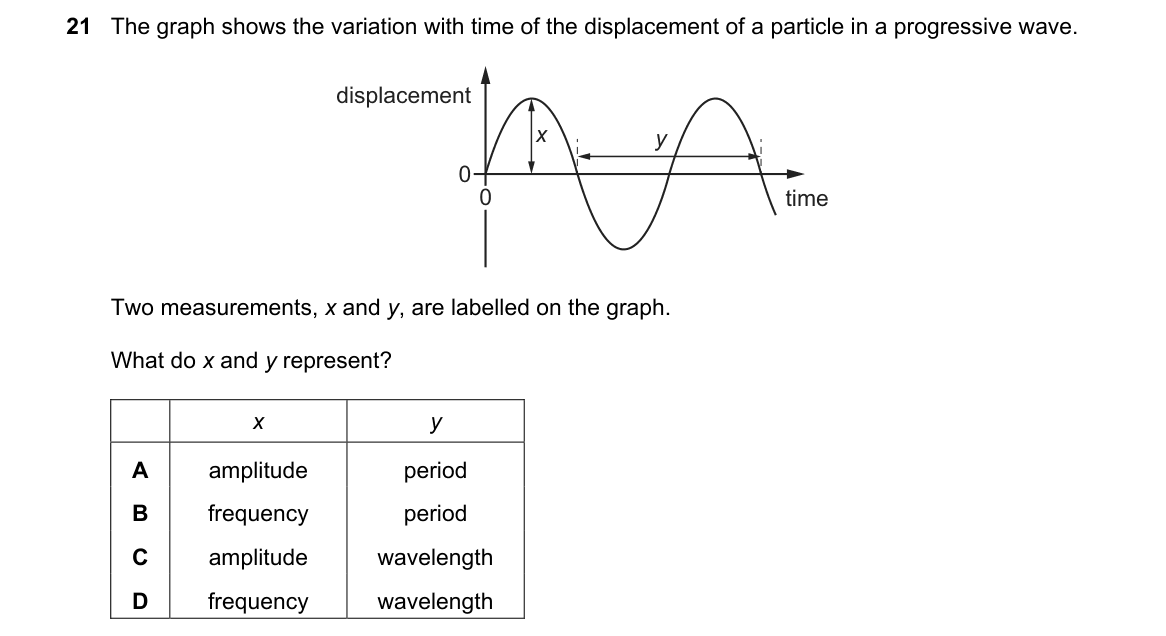 21 The graph shows the variation with time of the displacement of a particle in a progressive wave.
displacement
x
y
0
0
time
Two measurements, x and y, are labelled on the graph.
What do x and y represent?
x y
A amplitude period
B frequency period
C amplitude wavelength
D frequency wavelength